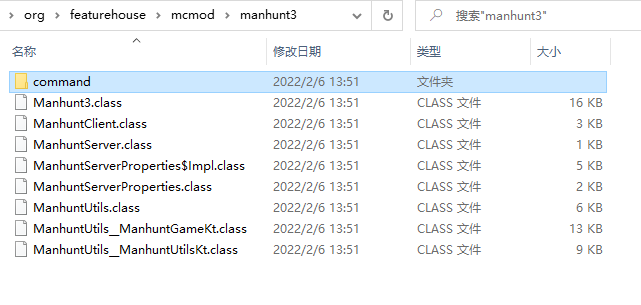 org > featurehouse > mcmod > manhunt3 搜索"manhunt3"
名称 修改日期 类型 大小
command 2022/2/6 13:51 文件夹
Manhunt3.class 2022/2/6 13:51 CLASS 文件 16 KB
ManhuntClient.class 2022/2/6 13:51 CLASS 文件 3 KB
ManhuntServer.class 2022/2/6 13:51 CLASS 文件 1 KB
ManhuntServerProperties$Impl.class 2022/2/6 13:51 CLASS 文件 5 KB
ManhuntServerProperties.class 2022/2/6 13:51 CLASS 文件 2 KB
ManhuntUtils.class 2022/2/6 13:51 CLASS 文件 6 KB
ManhuntUtils__ManhuntGameKt.class 2022/2/6 13:51 CLASS 文件 13 KB
ManhuntUtils__ManhuntUtilsKt.class 2022/2/6 13:51 CLASS 文件 9 KB